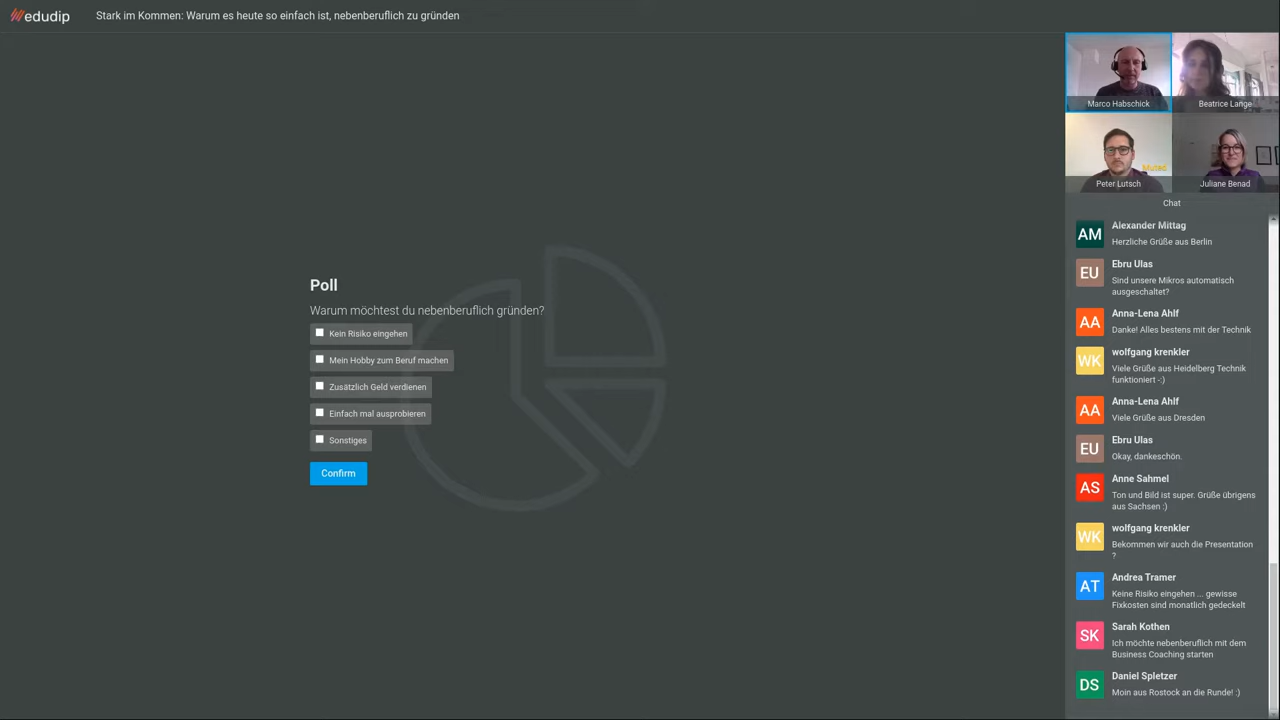 edudip
Stark im Kommen: Warum es heute so einfach ist, nebenberuflich zu gründen
Marco Habschick
Beatrice Lange
Muted
Peter Lutsch
Juliane Benad
Poll
Warum möchtest du nebenberuflich gründen?
Kein Risiko eingehen
Mein Hobby zum Beruf machen
Zusätzlich Geld verdienen
Einfach mal ausprobieren
Sonstiges
Confirm
Chat
AM
Alexander Mittag
Herzliche Grüße aus Berlin
EU
Ebru Ulas
Sind unsere Mikros automatisch
ausgeschaltet?
AA
Anna-Lena Ahlf
Danke! Alles bestens mit der Technik
WK
wolfgang krenkler
Viele Grüße aus Heidelberg Technik
funktioniert -:)
AA
Anna-Lena Ahlf
Viele Grüße aus Dresden
EU
Ebru Ulas
Okay, dankeschön.
AS
Anne Sahmel
Ton und Bild ist super. Grüße übrigens
aus Sachsen :)
WK
wolfgang krenkler
Bekommen wir auch die Presentation
?
AT
Andrea Tramer
Keine Risiko eingehen ... gewisse
Fixkosten sind monatlich gedeckelt
SK
Sarah Kothen
Ich möchte nebenberuflich mit dem
Business Coaching starten
DS
Daniel Spletzer
Moin aus Rostock an die Runde! :)